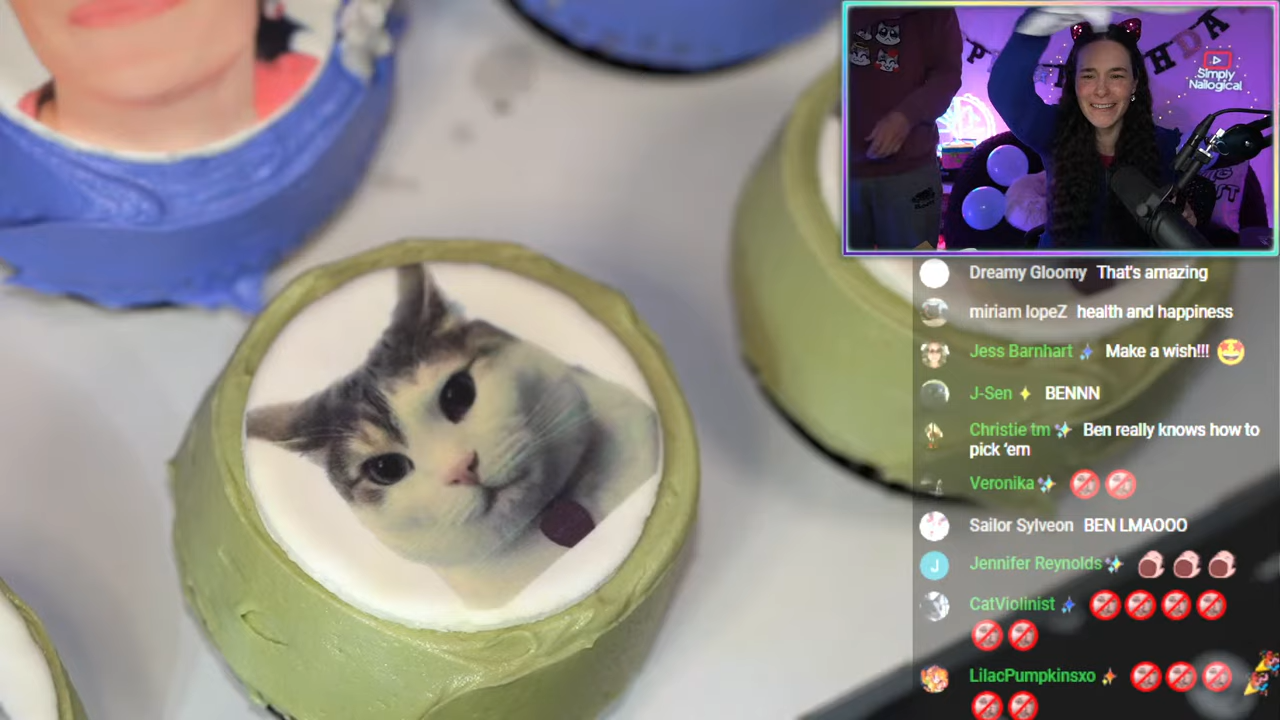 P
HDA
Simply
Nailogical
Dreamy Gloomy That's amazing
miriam lopeZ health and happiness
Jess Barnhart Make a wish!!!
J-Sen BENNN
Christie tm Ben really knows how to
pick ‘em
Veronika
Sailor Sylveon BEN LMAOOO
J Jennifer Reynolds
CatViolinist
LilacPumpkinsxo